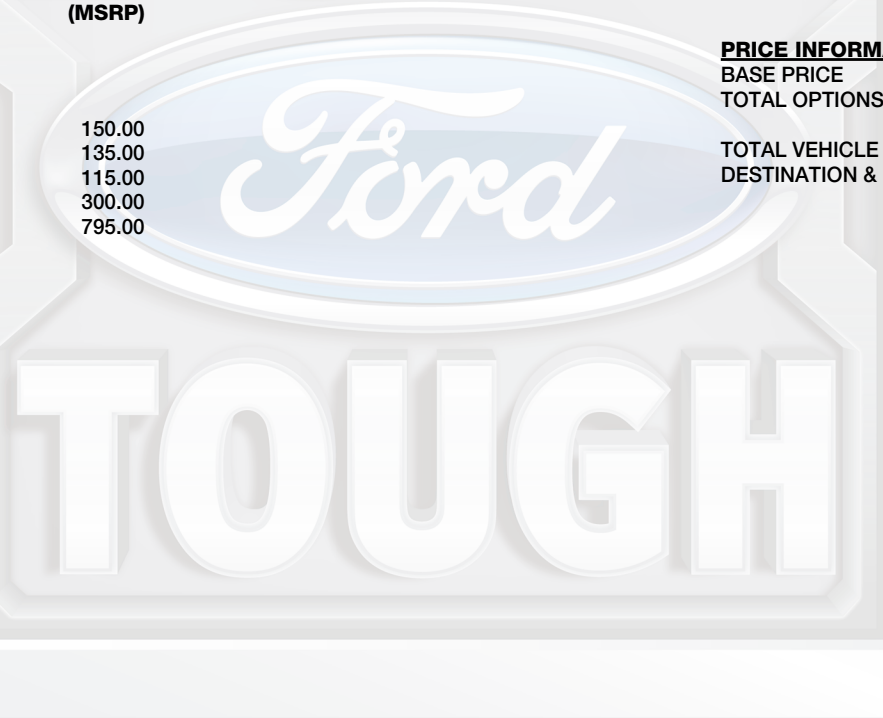 (MSRP)
150.00
135.00
115.00
300.00
795.00
PRICE INFORMA
BASE PRICE
TOTAL OPTIONS
TOTAL VEHICLE
DESTINATION &
Ford
TOUGH